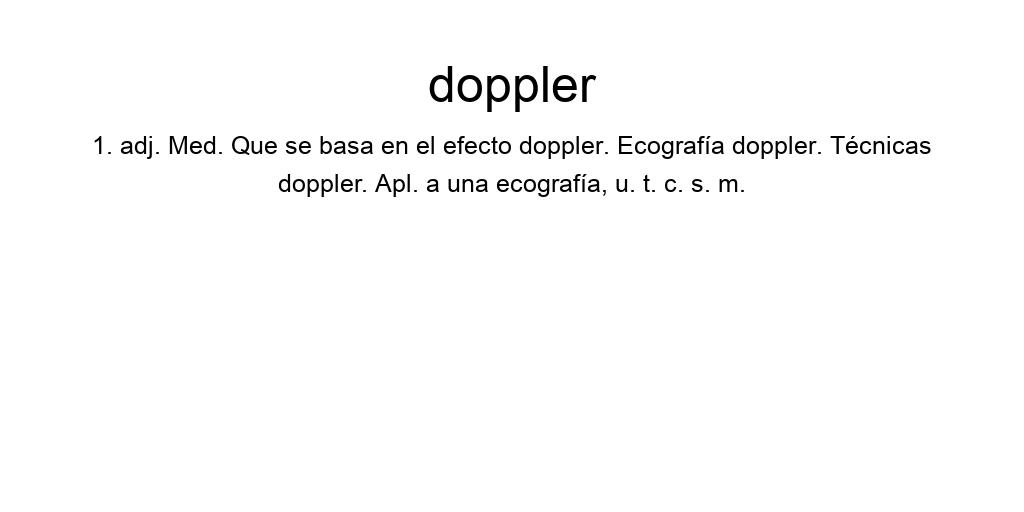 doppler
1. adj. Med. Que se basa en el efecto doppler. Ecografía doppler. Técnicas
doppler. Apl. a una ecografía, u. t. c. s. m.